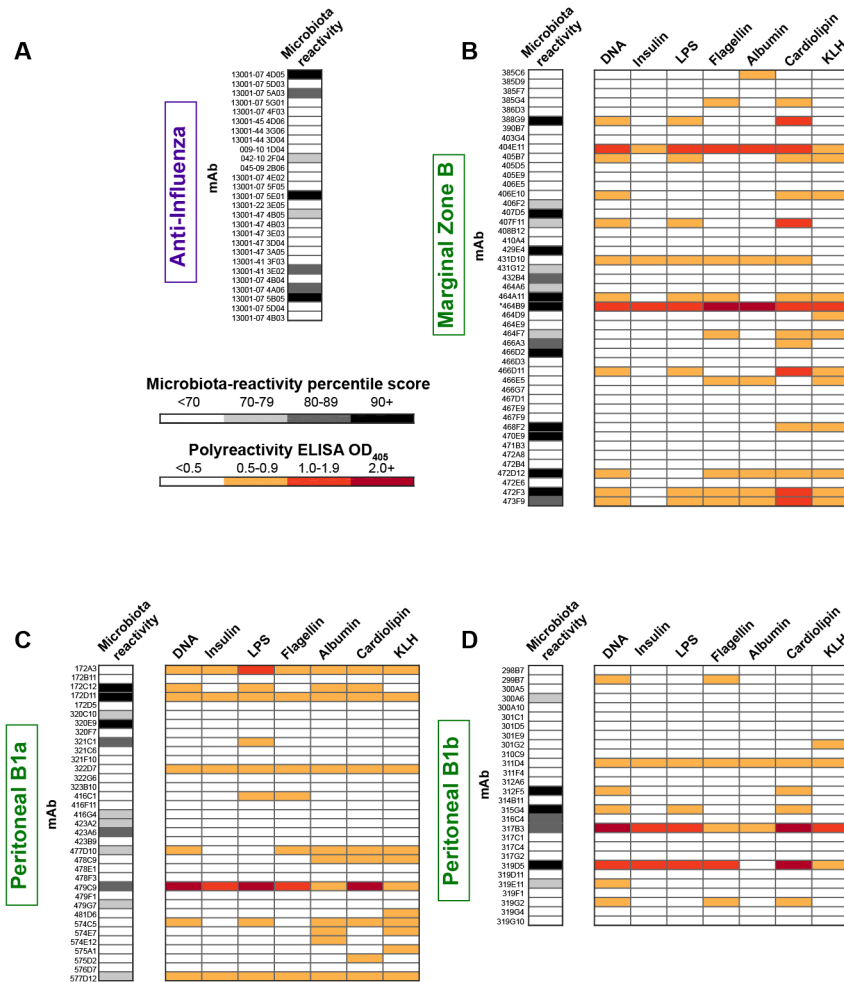 A
Microbiota
reactivity
13001-07 4D05
13001-07 5D03
13001-07 5A03
13001-07 5G01
13001-07 4F03
13001-45 4D06
13001-44 3G06
13001-44 3D04
009-10 1D04
042-10 2F04
045-09 2B06
13001-07 4E02
13001-07 5F05
13001-07 5E01
13001-22 3E05
13001-47 4B05
13001-47 4B03
13001-47 3E03
13001-47 3D04
13001-47 3A05
13001-41 3F03
13001-41 3E02
13001-07 4B04
13001-07 4A06
13001-07 5B05
13001-07 5D04
13001-07 4B03
mAb
Anti-Influenza
Microbiota-reactivity percentile score
<70 70-79 80-89 90+
Polyreactivity ELISA OD405
<0.5 0.5-0.9 1.0-1.9 2.0+
B
Microbiota
reactivity
DNA Insulin LPS Flagellin Albumin Cardiolipin KLH
385C6
385D9
385F7
385G4
386D3
388G9
390B7
403G4
404E11
405B7
405D5
405E9
406E5
406E10
406F2
407D5
407F11
408B12
410A4
429E4
431D10
431G12
432B4
464A6
464A11
*464B9
464D9
464E9
464F7
466A3
466D2
466D3
466D11
466E5
466G7
467D1
467E9
467F9
468F2
470E9
471B3
472A8
472B4
472D12
472E6
472F3
473F9
mAb
Marginal Zone B
C
Microbiota
reactivity
DNA Insulin LPS Flagellin Albumin Cardiolipin KLH
172A3
172B11
172C12
172D11
172D5
320C10
320E9
320F7
321C1
321C6
321F10
322D7
322G6
323B10
416C1
416F11
416G4
423A2
423A6
423B9
477D10
478C9
478E1
478F3
479C9
479F1
479G7
481D6
574C5
574E7
574E12
575A1
575D2
576D7
577D12
mAb
Peritoneal B1a
D
Microbiota
reactivity
DNA Insulin LPS Flagellin Albumin Cardiolipin KLH
298B7
299B7
300A5
300A6
300A10
301C1
301D1
301E9
301G2
310C9
311D4
311F4
312A6
312F5
314B11
315G4
316C4
317B3
317C1
317C4
317G2
319D5
319D11
319E11
319F1
319G2
319G4
319G10
mAb
Peritoneal B1b